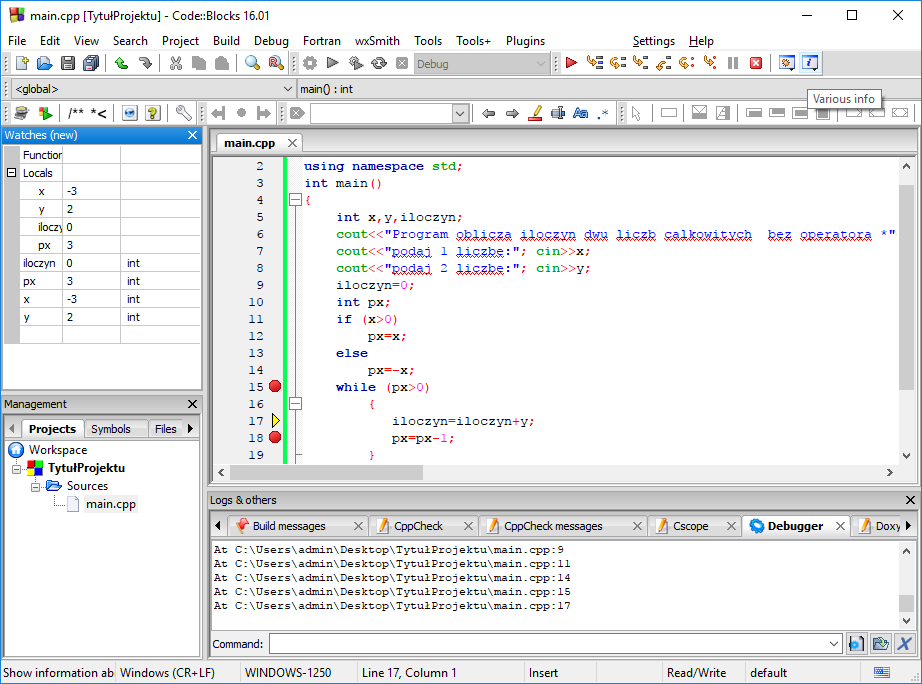 main.cpp [TytułProjektu] - Code::Blocks 16.01
File Edit View Search Project Build Debug Fortran wxSmith Tools Tools+ Plugins Settings Help
Debug
<global> main() : int
/** *<
Various info
Watches (new)
Function
Locals
x -3
y 2
iloczy 0
px 3
iloczyn 0 int
px 3 int
x -3 int
y 2 int
main.cpp
2 using namespace std;
3 int main()
4 {
5 int x,y,iloczyn;
6 cout<<"Program oblicza iloczyn dwu liczb calkowitych  bez operatora *"
7 cout<<"podaj 1 liczbe:"; cin>>x;
8 cout<<"podaj 2 liczbe:"; cin>>y;
9 iloczyn=0;
10 int px;
11 if (x>0)
12 px=x;
13 else
14 px=-x;
15 while (px>0)
16 {
17 iloczyn=iloczyn+y;
18 px=px-1;
19 }
Management
Projects Symbols Files
Workspace
TytułProjektu
Sources
main.cpp
Logs & others
Build messages CppCheck CppCheck messages Cscope Debugger Doxy
At C:\Users\admin\Desktop\TytułProjektu\main.cpp:9
At C:\Users\admin\Desktop\TytułProjektu\main.cpp:11
At C:\Users\admin\Desktop\TytułProjektu\main.cpp:14
At C:\Users\admin\Desktop\TytułProjektu\main.cpp:15
At C:\Users\admin\Desktop\TytułProjektu\main.cpp:17
Command:
Show information ab Windows (CR+LF) WINDOWS-1250 Line 17, Column 1 Insert Read/Write default